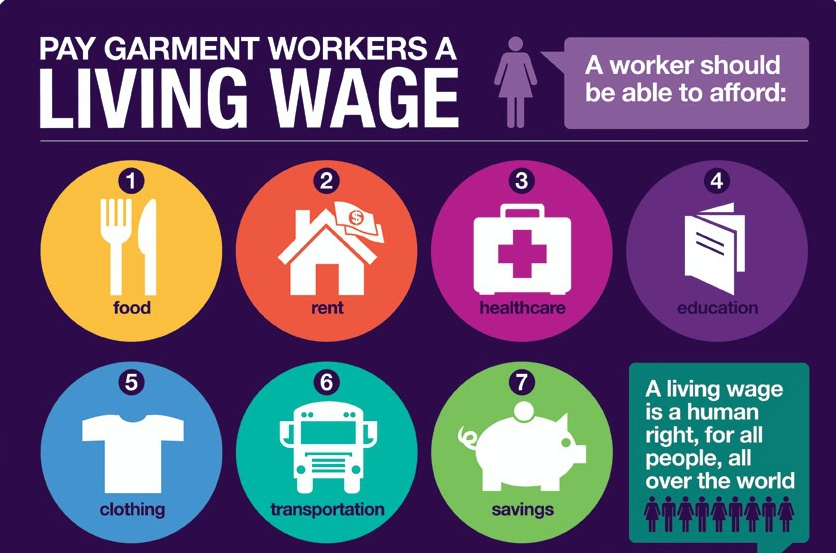 PAY GARMENT WORKERS A
LIVING WAGE
A worker should
be able to afford:
1
food
2
$
rent
3
healthcare
4
education
5
clothing
6
transportation
7
savings
A living wage
is a human
right, for all
people, all
over the world